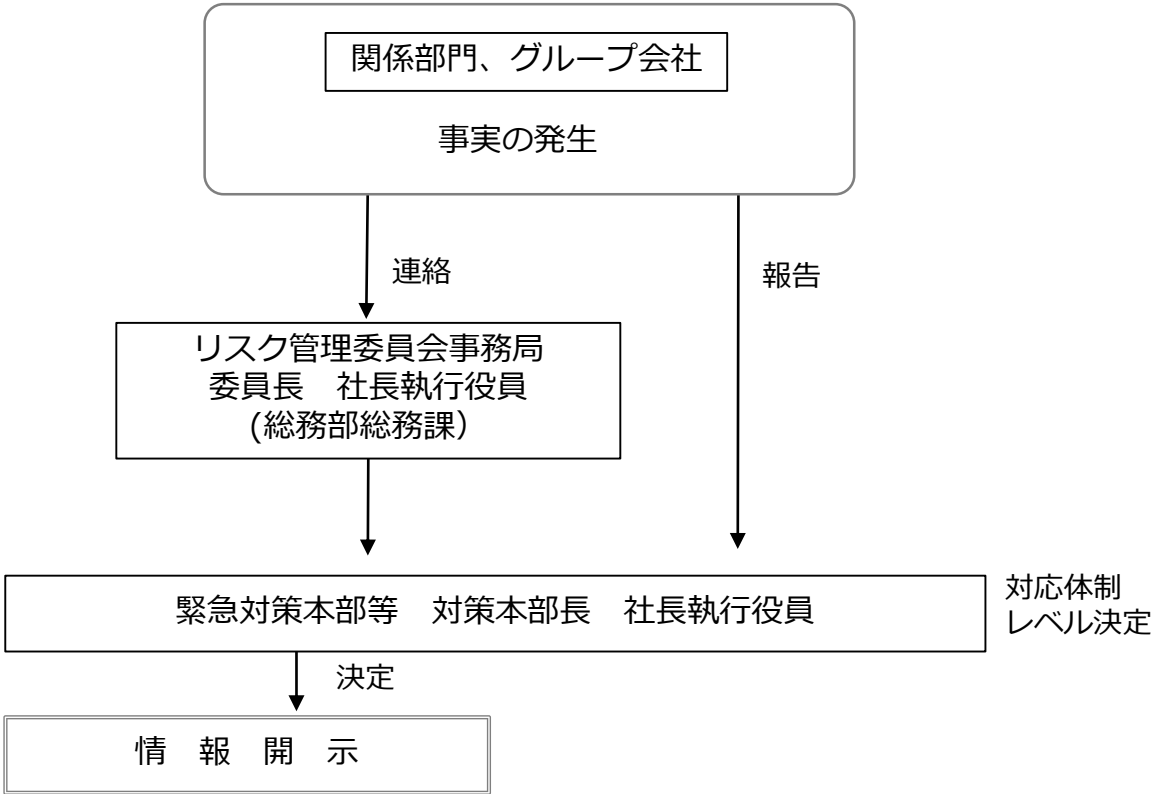 関係部門、グループ会社
事実の発生
連絡
報告
リスク管理委員会事務局
委員長　社長執行役員
(総務部総務課）
緊急対策本部等　対策本部長　社長執行役員
対応体制
レベル決定
決定
情　報　開　示